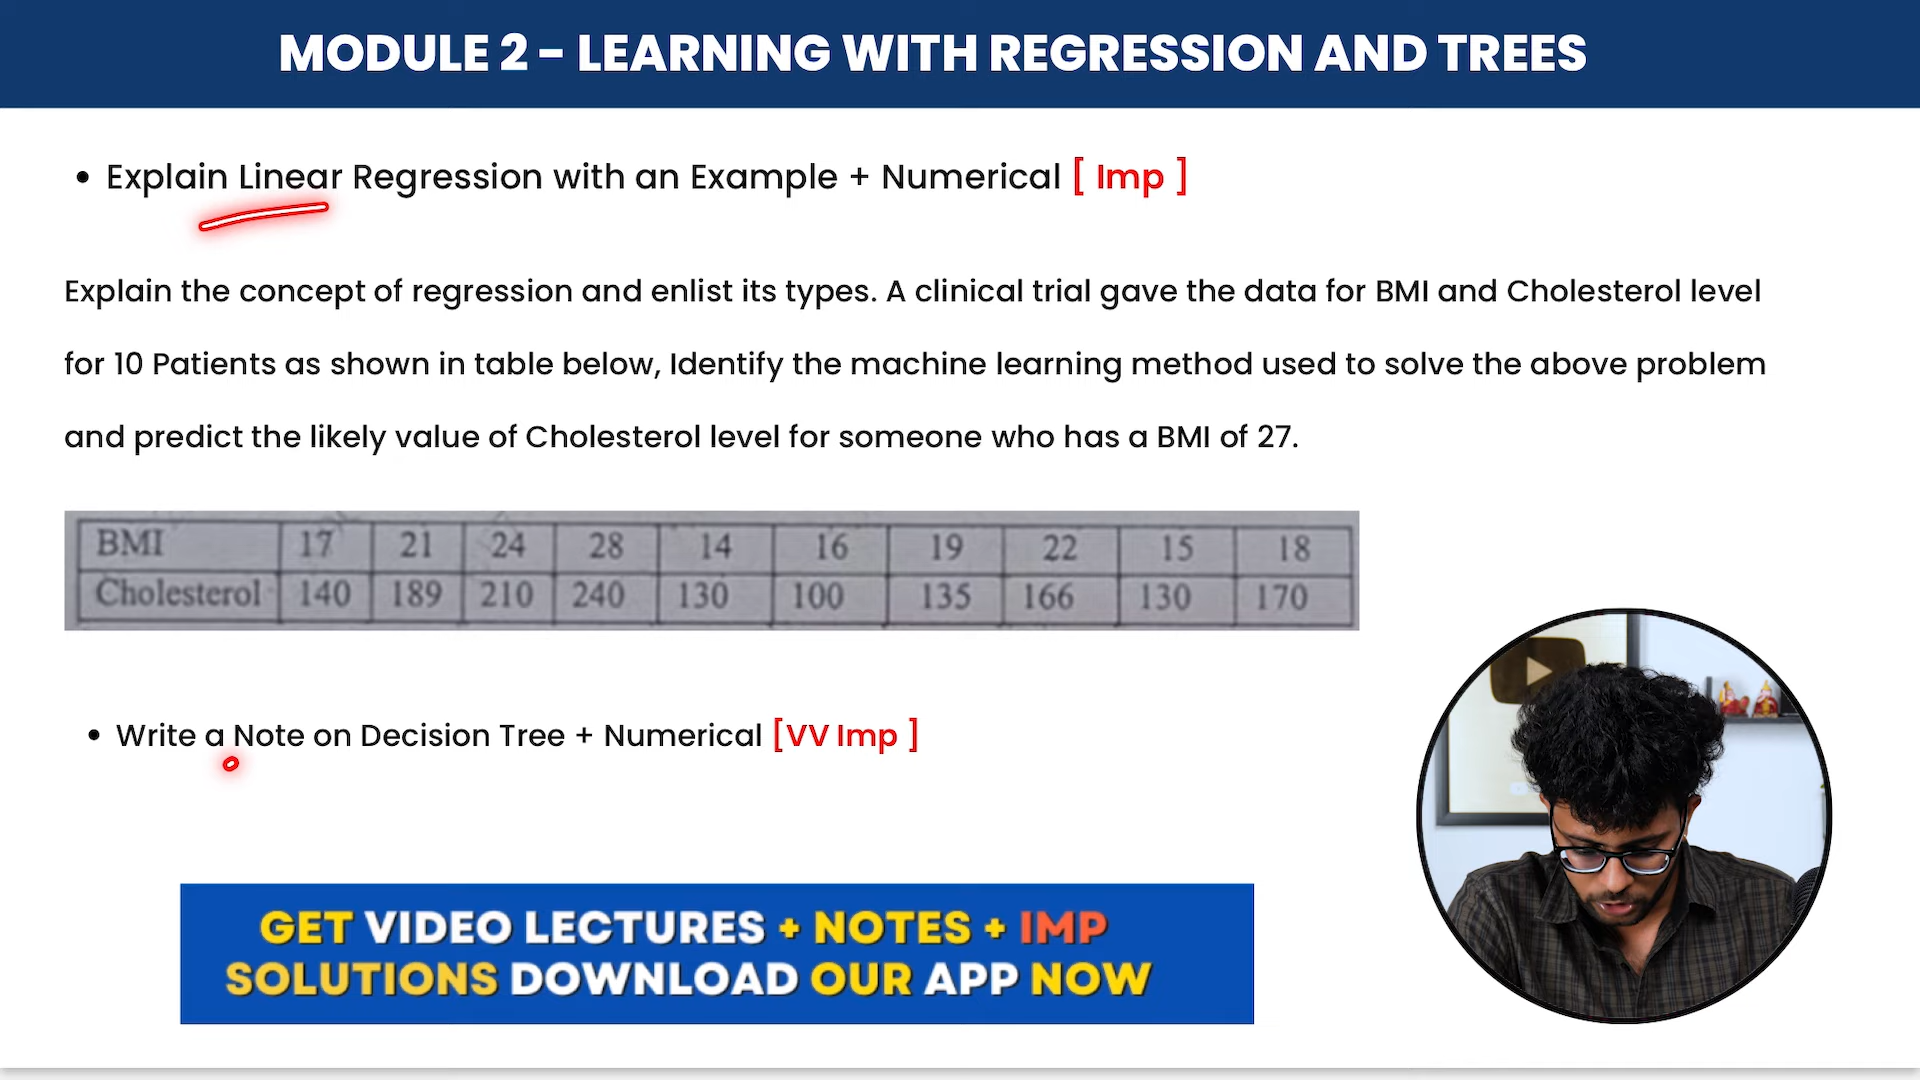 MODULE 2 - LEARNING WITH REGRESSION AND TREES
• Explain Linear Regression with an Example + Numerical [ Imp ]
Explain the concept of regression and enlist its types. A clinical trial gave the data for BMI and Cholesterol level
for 10 Patients as shown in table below, Identify the machine learning method used to solve the above problem
and predict the likely value of Cholesterol level for someone who has a BMI of 27.
BMI 17 21 24 28 14 16 19 22 15 18
Cholesterol 140 189 210 240 130 100 135 166 130 170
• Write a Note on Decision Tree + Numerical [VV Imp ]
GET VIDEO LECTURES + NOTES + IMP
SOLUTIONS DOWNLOAD OUR APP NOW